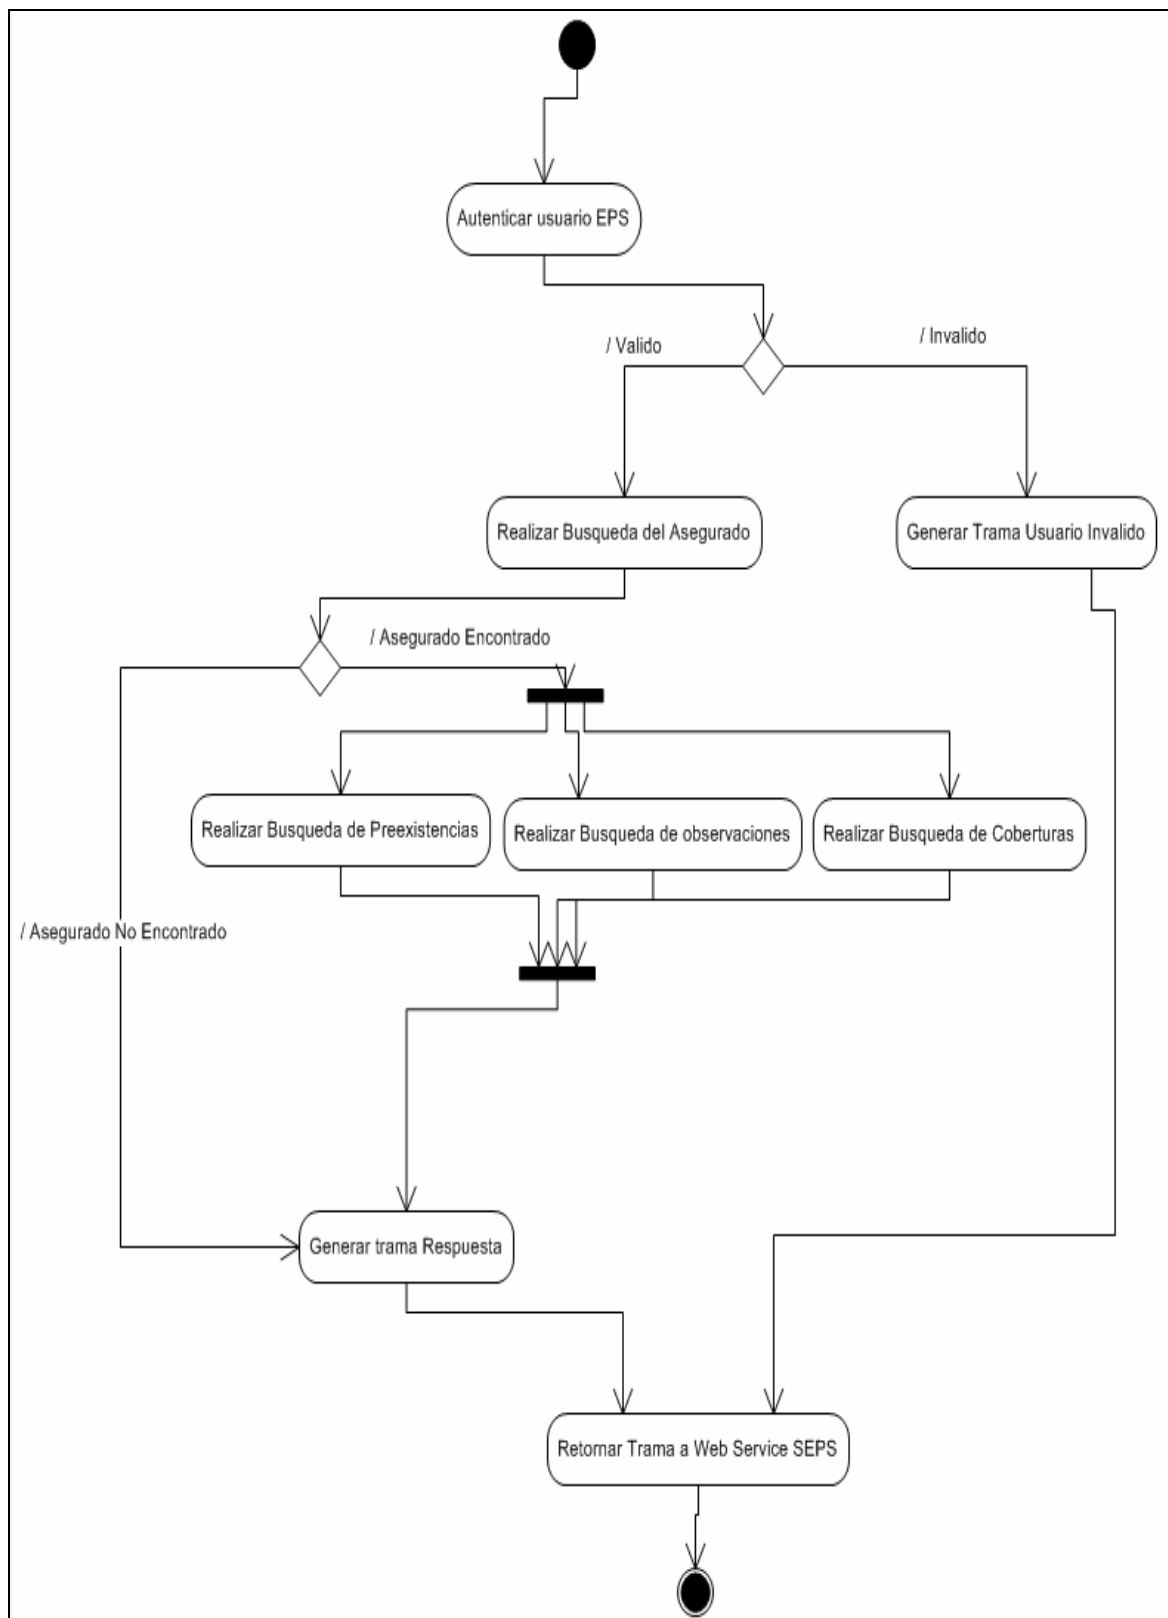 Autenticar usuario EPS
/ Valido
/ Invalido
Realizar Busqueda del Asegurado
Generar Trama Usuario Invalido
/ Asegurado Encontrado
Realizar Busqueda de Preexistencias
Realizar Busqueda de observaciones
Realizar Busqueda de Coberturas
/ Asegurado No Encontrado
Generar trama Respuesta
Retornar Trama a Web Service SEPS